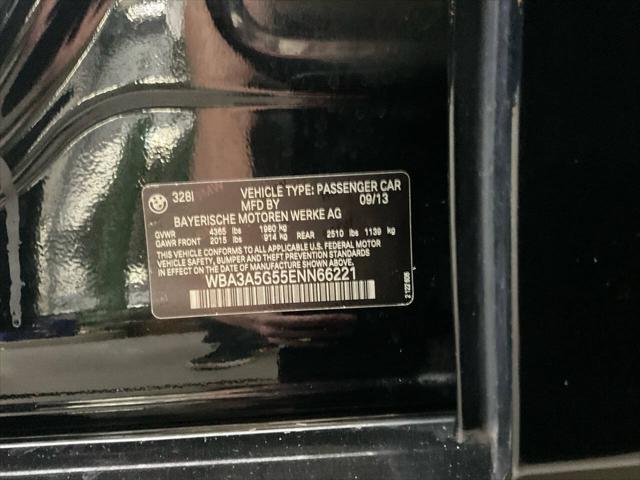 328I VEHICLE TYPE: PASSENGER CAR
MFD BY 09/13
BAYERISCHE MOTOREN WERKE AG
GVWR 4365 lbs 1980 kg
GAWR FRONT 2015 lbs 914 kg REAR 2510 lbs 1139 kg
THIS VEHICLE CONFORMS TO ALL APPLICABLE U.S. FEDERAL MOTOR
VEHICLE SAFETY, BUMPER AND THEFT PREVENTION STANDARDS
IN EFFECT ON THE DATE OF MANUFACTURE SHOWN ABOVE.
WBA3A5G55ENN66221